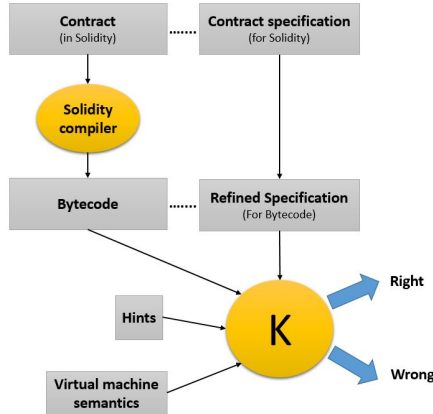 Contract
(in Solidity)
Contract specification
(for Solidity)
Solidity
compiler
Bytecode
Refined Specification
(For Bytecode)
Right
Hints
K
Wrong
Virtual machine
semantics